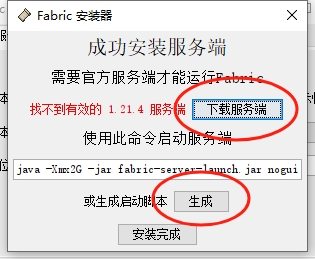 Fabric 安装器
成功安装服务端
需要官方服务端才能运行Fabric
找不到有效的 1.21.4 服务端 下载服务端
使用此命令启动服务端
java -Xmx2G -jar fabric-server-launch.jar nogui
或生成启动脚本 生成
安装完成